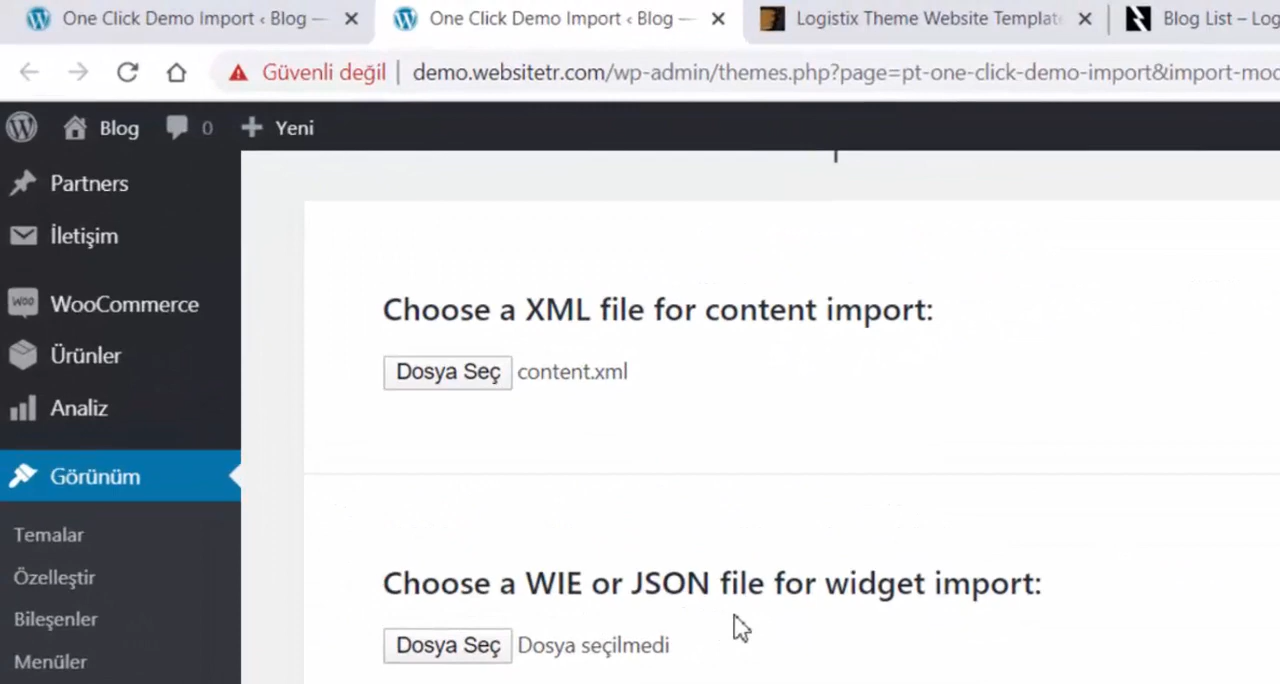 One Click Demo Import ‹ Blog —
One Click Demo Import ‹ Blog —
Logistix Theme Website Templat
Blog List – Log
Güvenli değil
demo.websitetr.com/wp-admin/themes.php?page=pt-one-click-demo-import&import-mod
Blog
0
Yeni
Partners
İletişim
WooCommerce
Ürünler
Analiz
Görünüm
Temalar
Özelleştir
Bileşenler
Menüler
Choose a XML file for content import:
Dosya Seç content.xml
Choose a WIE or JSON file for widget import:
Dosya Seç Dosya seçilmedi